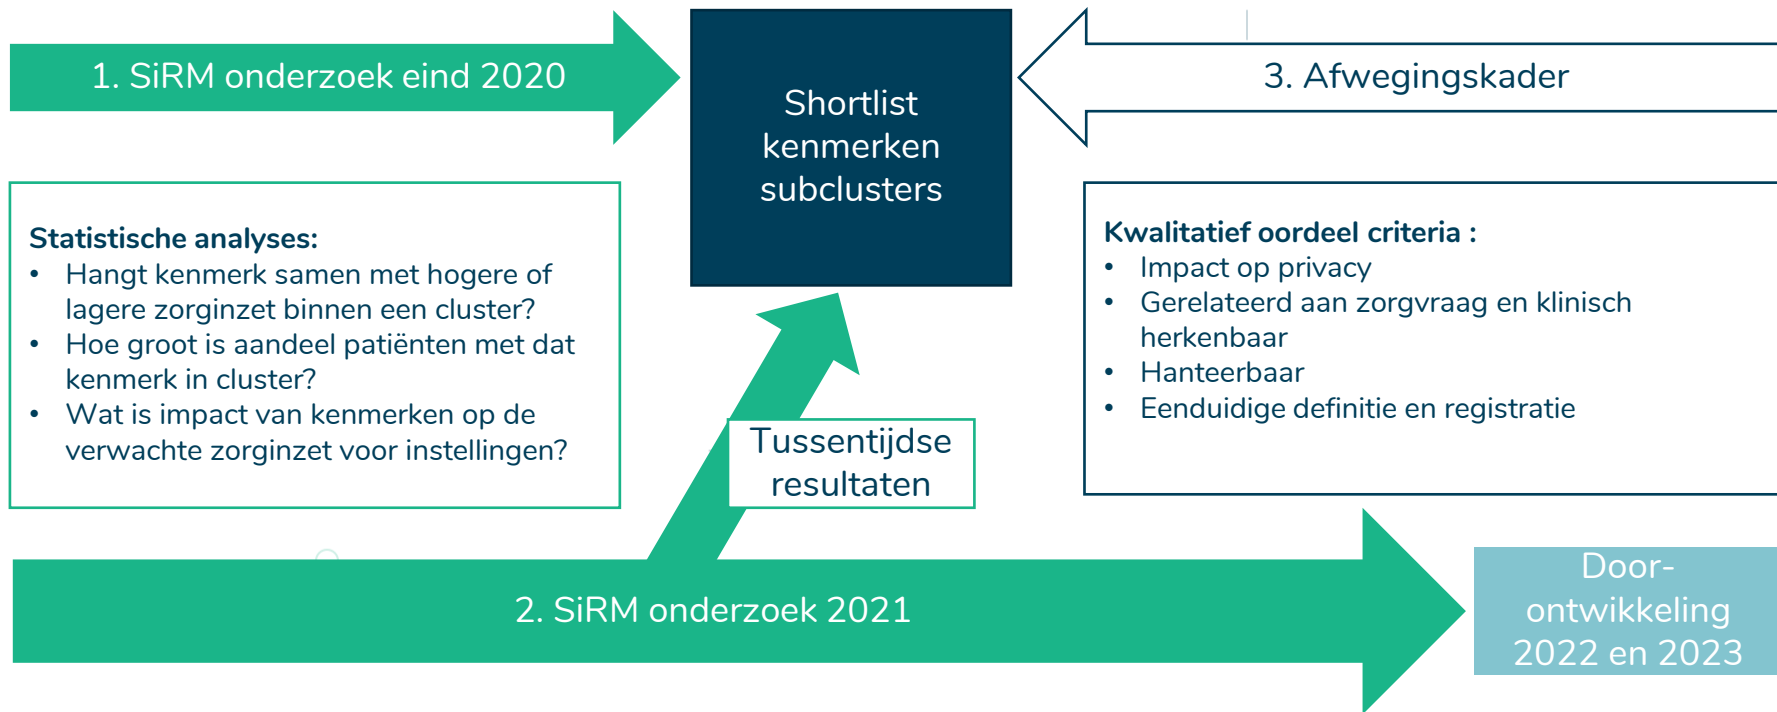 1. SiRM onderzoek eind 2020
Shortlist
kenmerken
subclusters
3. Afwegingskader
Statistische analyses:
• Hangt kenmerk samen met hogere of
lagere zorginzet binnen een cluster?
• Hoe groot is aandeel patiënten met dat
kenmerk in cluster?
• Wat is impact van kenmerken op de
verwachte zorginzet voor instellingen?
Kwalitatief oordeel criteria :
• Impact op privacy
• Gerelateerd aan zorgvraag en klinisch
herkenbaar
• Hanteerbaar
• Eenduidige definitie en registratie
Tussentijdse
resultaten
2. SiRM onderzoek 2021
Door-
ontwikkeling
2022 en 2023